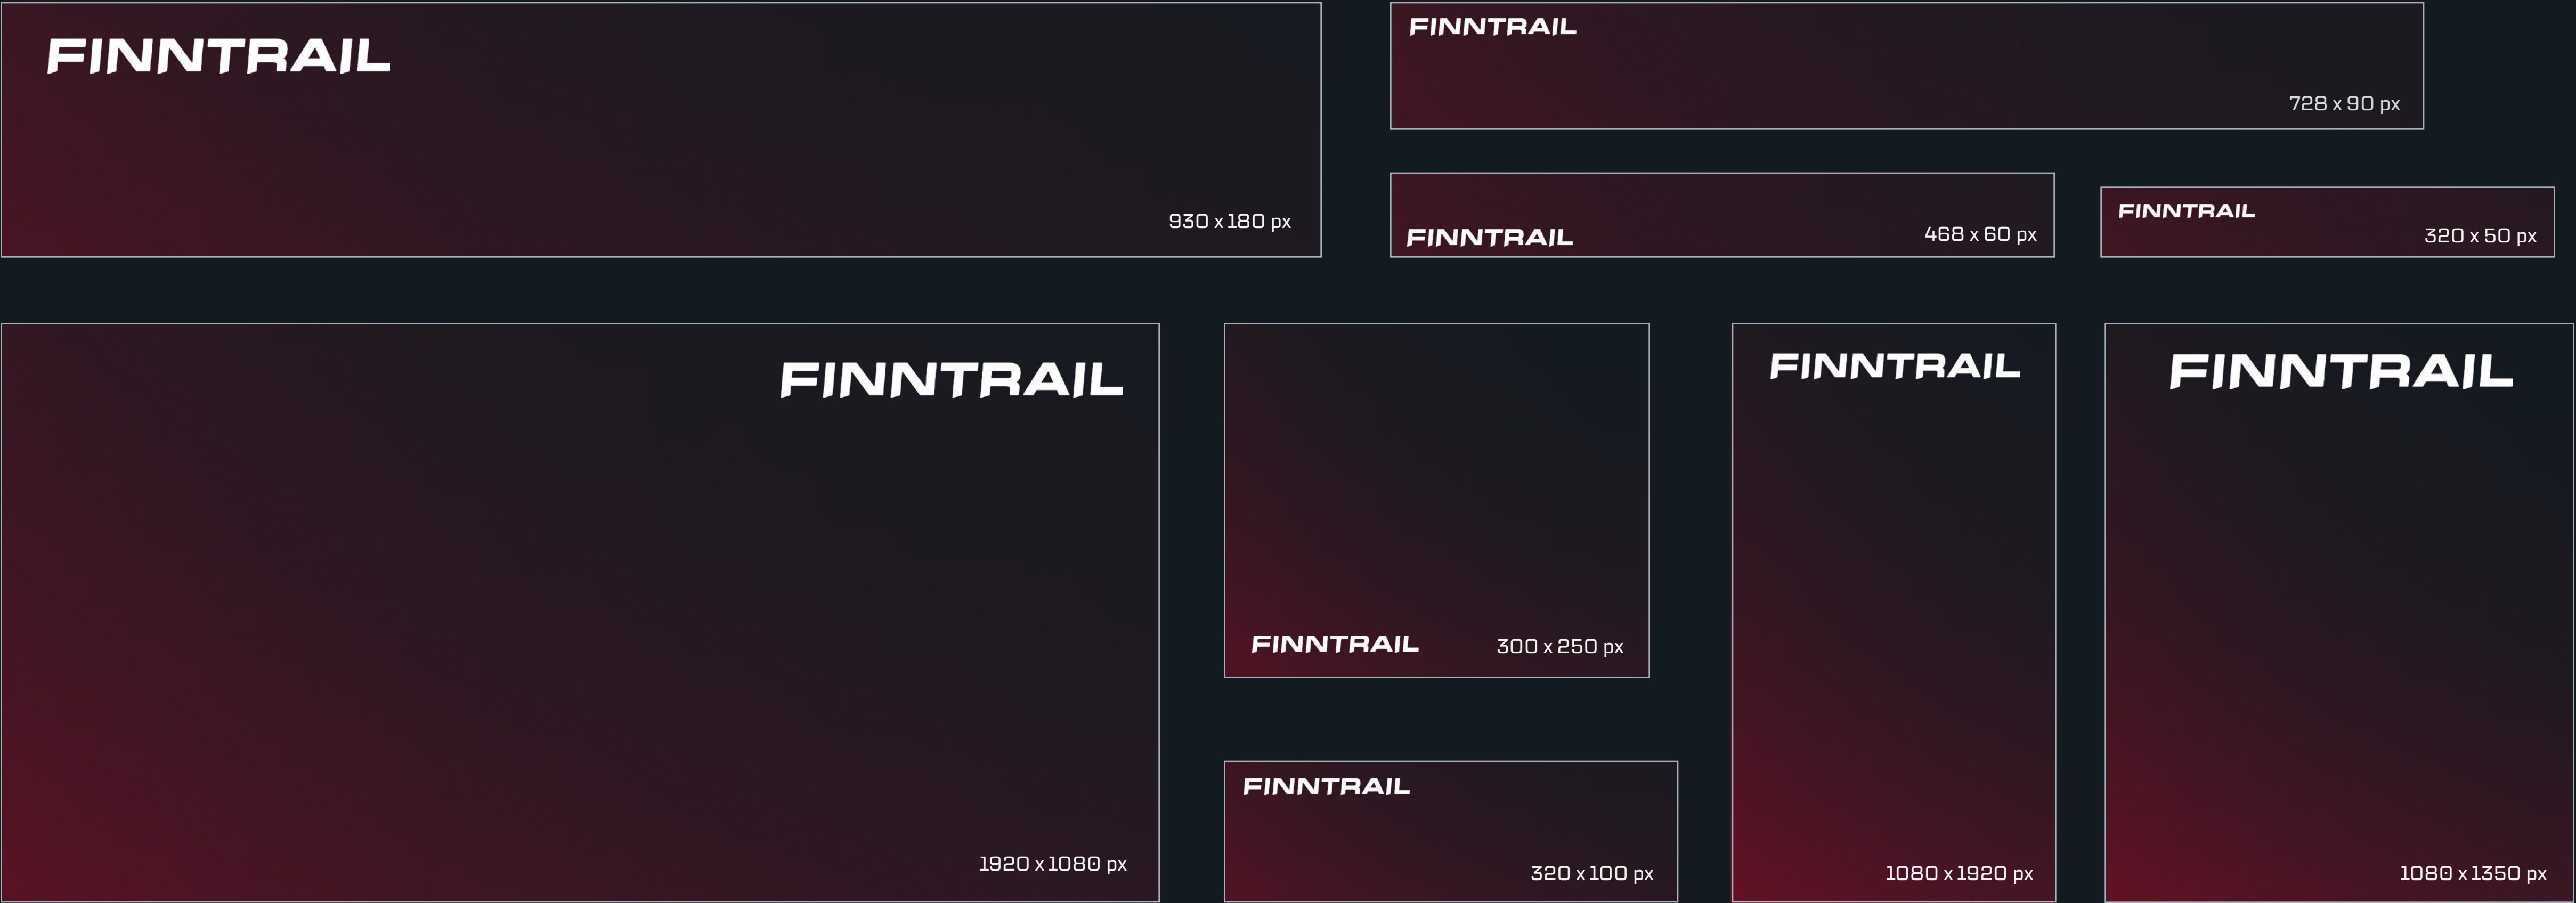 FINNTRAIL
930 x 180 px
FINNTRAIL
728 x 90 px
FINNTRAIL
468 x 60 px
FINNTRAIL
320 x 50 px
FINNTRAIL
1920 x 1080 px
FINNTRAIL
300 x 250 px
FINNTRAIL
320 x 100 px
FINNTRAIL
1080 x 1920 px
FINNTRAIL
1080 x 1350 px